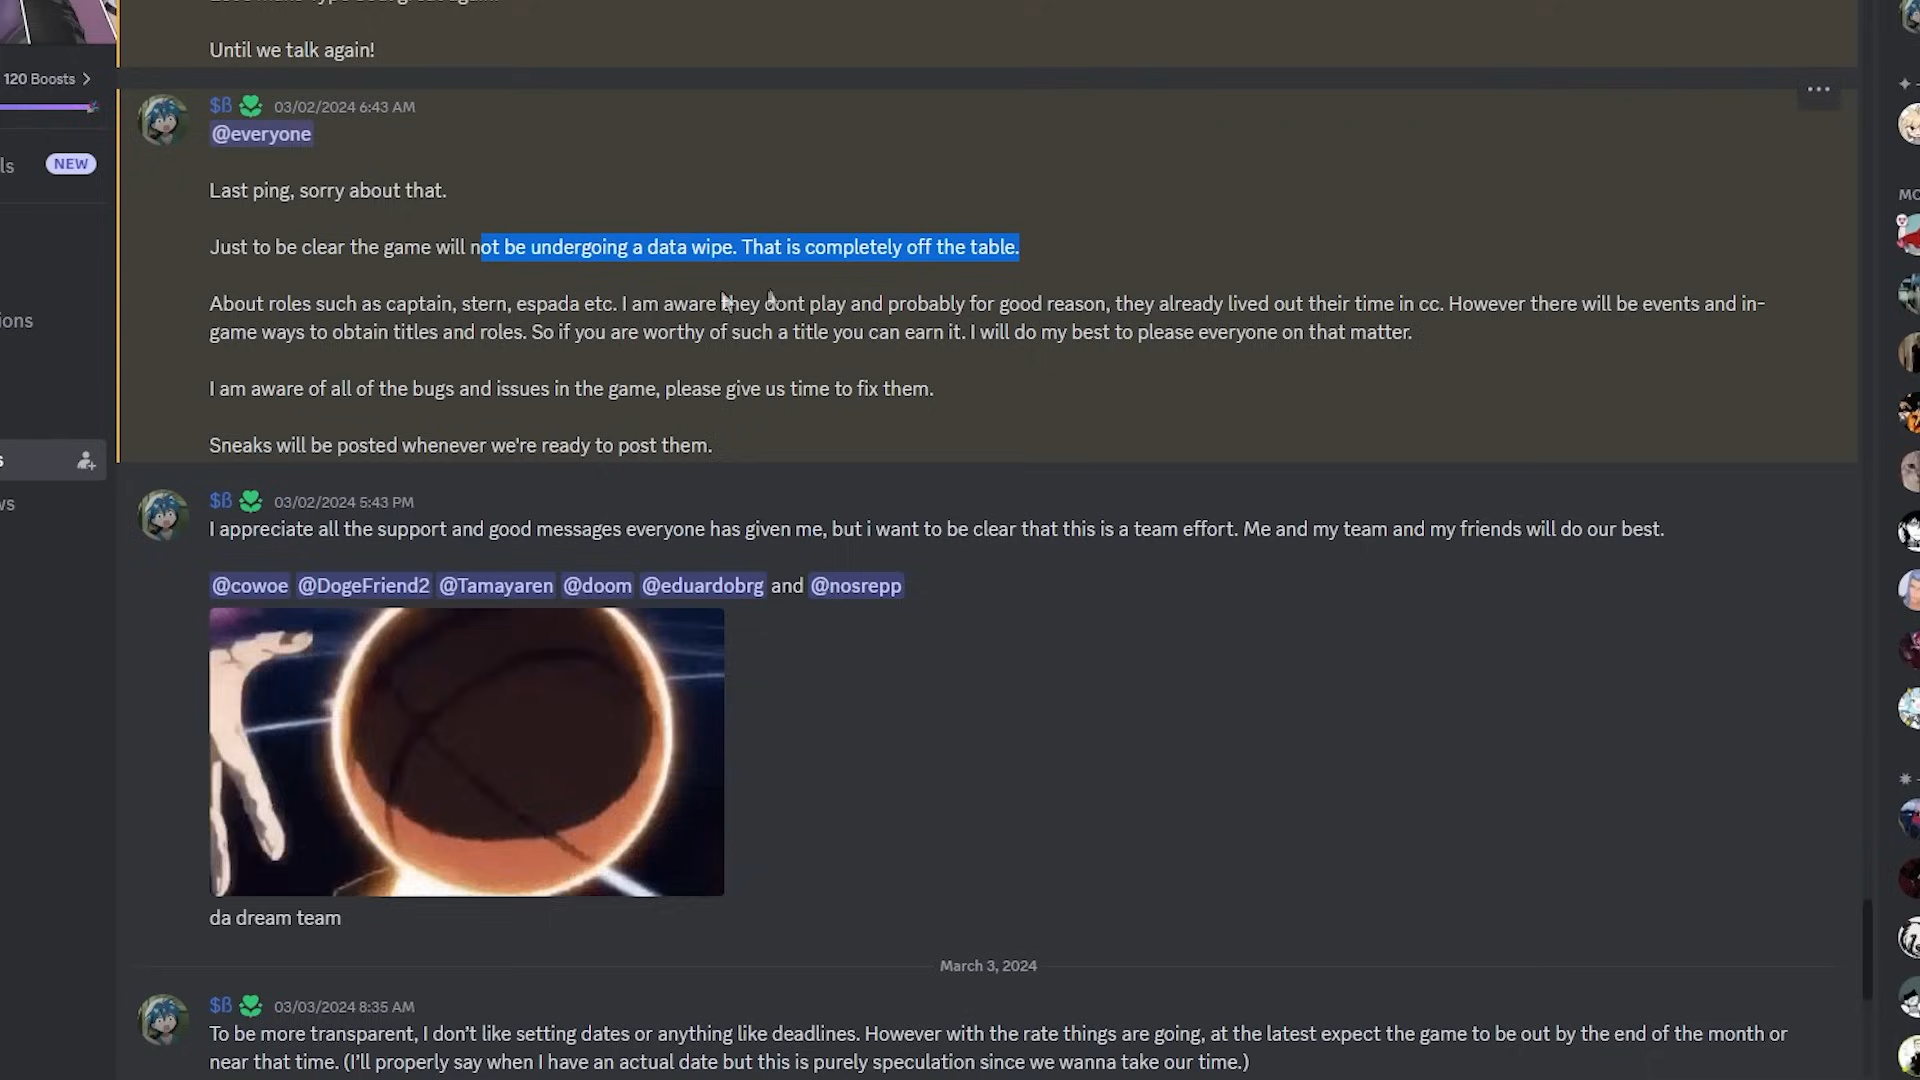 Until we talk again!
120 Boosts
$ß 03/02/2024 6:43 AM
@everyone
Last ping, sorry about that.
ls NEW
Just to be clear the game will not be undergoing a data wipe. That is completely off the table.
About roles such as captain, stern, espada etc. I am aware they dont play and probably for good reason, they already lived out their time in cc. However there will be events and in-
game ways to obtain titles and roles. So if you are worthy of such a title you can earn it. I will do my best to please everyone on that matter.
ions
I am aware of all of the bugs and issues in the game, please give us time to fix them.
Sneaks will be posted whenever we're ready to post them.
$ß 03/02/2024 5:43 PM
I appreciate all the support and good messages everyone has given me, but i want to be clear that this is a team effort. Me and my team and my friends will do our best.
@cowoe @DogeFriend2 @Tamayaren @doom @eduardobrg and @nosrepp
da dream team
March 3, 2024
$ß 03/03/2024 8:35 AM
To be more transparent, I don't like setting dates or anything like deadlines. However with the rate things are going, at the latest expect the game to be out by the end of the month or
near that time. (I'll properly say when I have an actual date but this is purely speculation since we wanna take our time.)